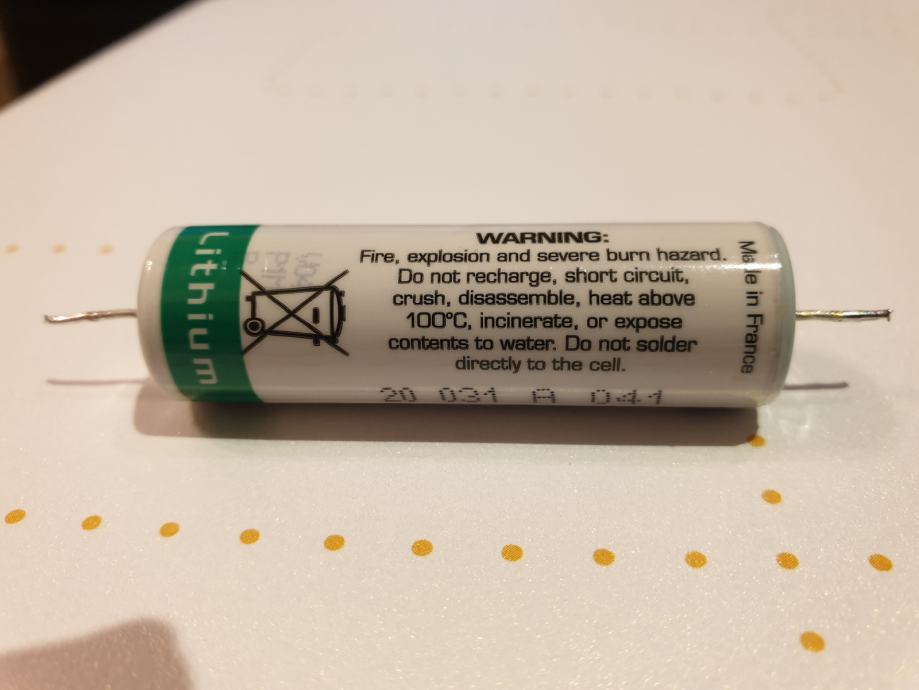 Lithium
WARNING:
Fire, explosion and severe burn hazard.
Do not recharge, short circuit,
crush, disassemble, heat above
100°C, incinerate, or expose
contents to water. Do not solder
directly to the cell.
20 031 A 041
Made in France